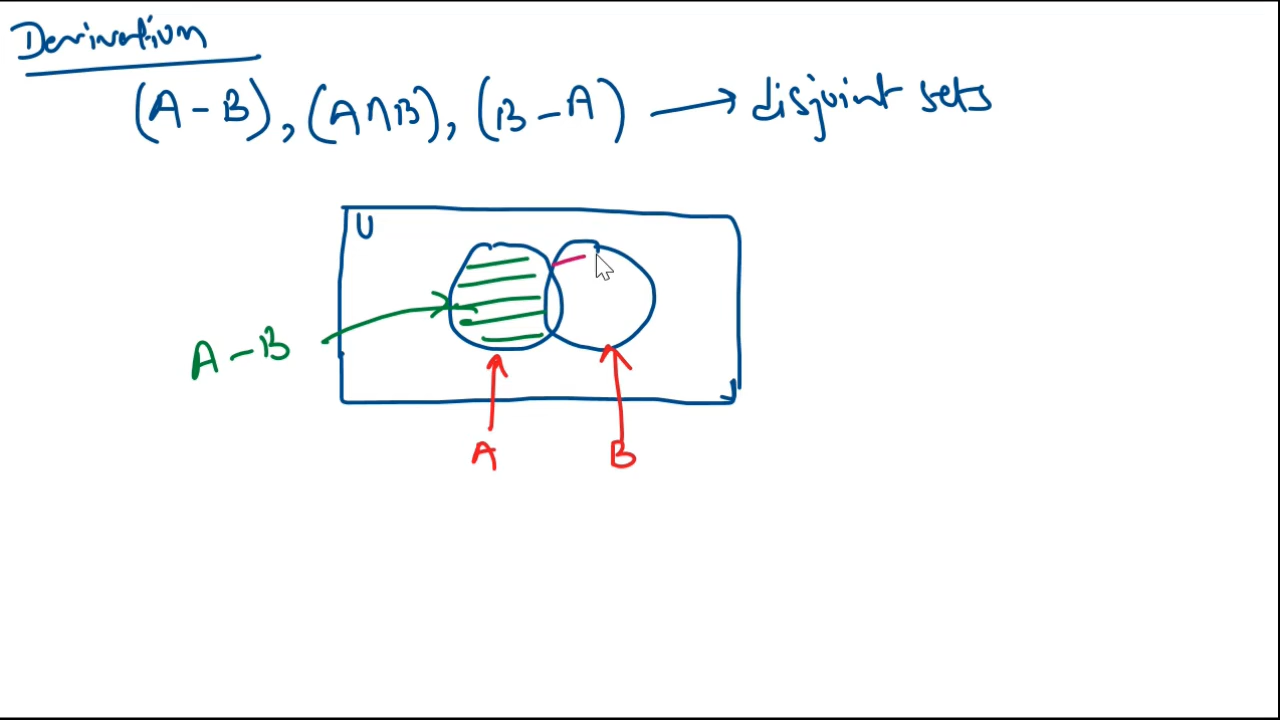 Derivation
(A - B), (A∩B), (B - A) → disjoint sets
U
A - B
A
B